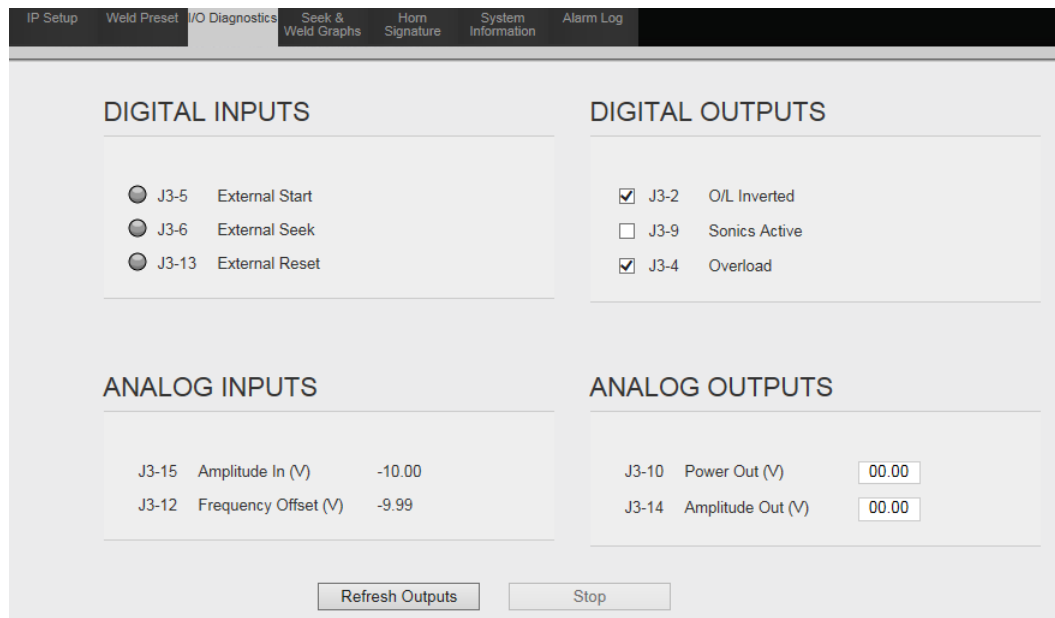 IP Setup Weld Preset I/O Diagnostics Seek & Weld Graphs Horn Signature System Information Alarm Log
DIGITAL INPUTS
J3-5 External Start
J3-6 External Seek
J3-13 External Reset
DIGITAL OUTPUTS
J3-2 O/L Inverted
J3-9 Sonics Active
J3-4 Overload
ANALOG INPUTS
J3-15 Amplitude In (V) -10.00
J3-12 Frequency Offset (V) -9.99
ANALOG OUTPUTS
J3-10 Power Out (V) 00.00
J3-14 Amplitude Out (V) 00.00
Refresh Outputs Stop